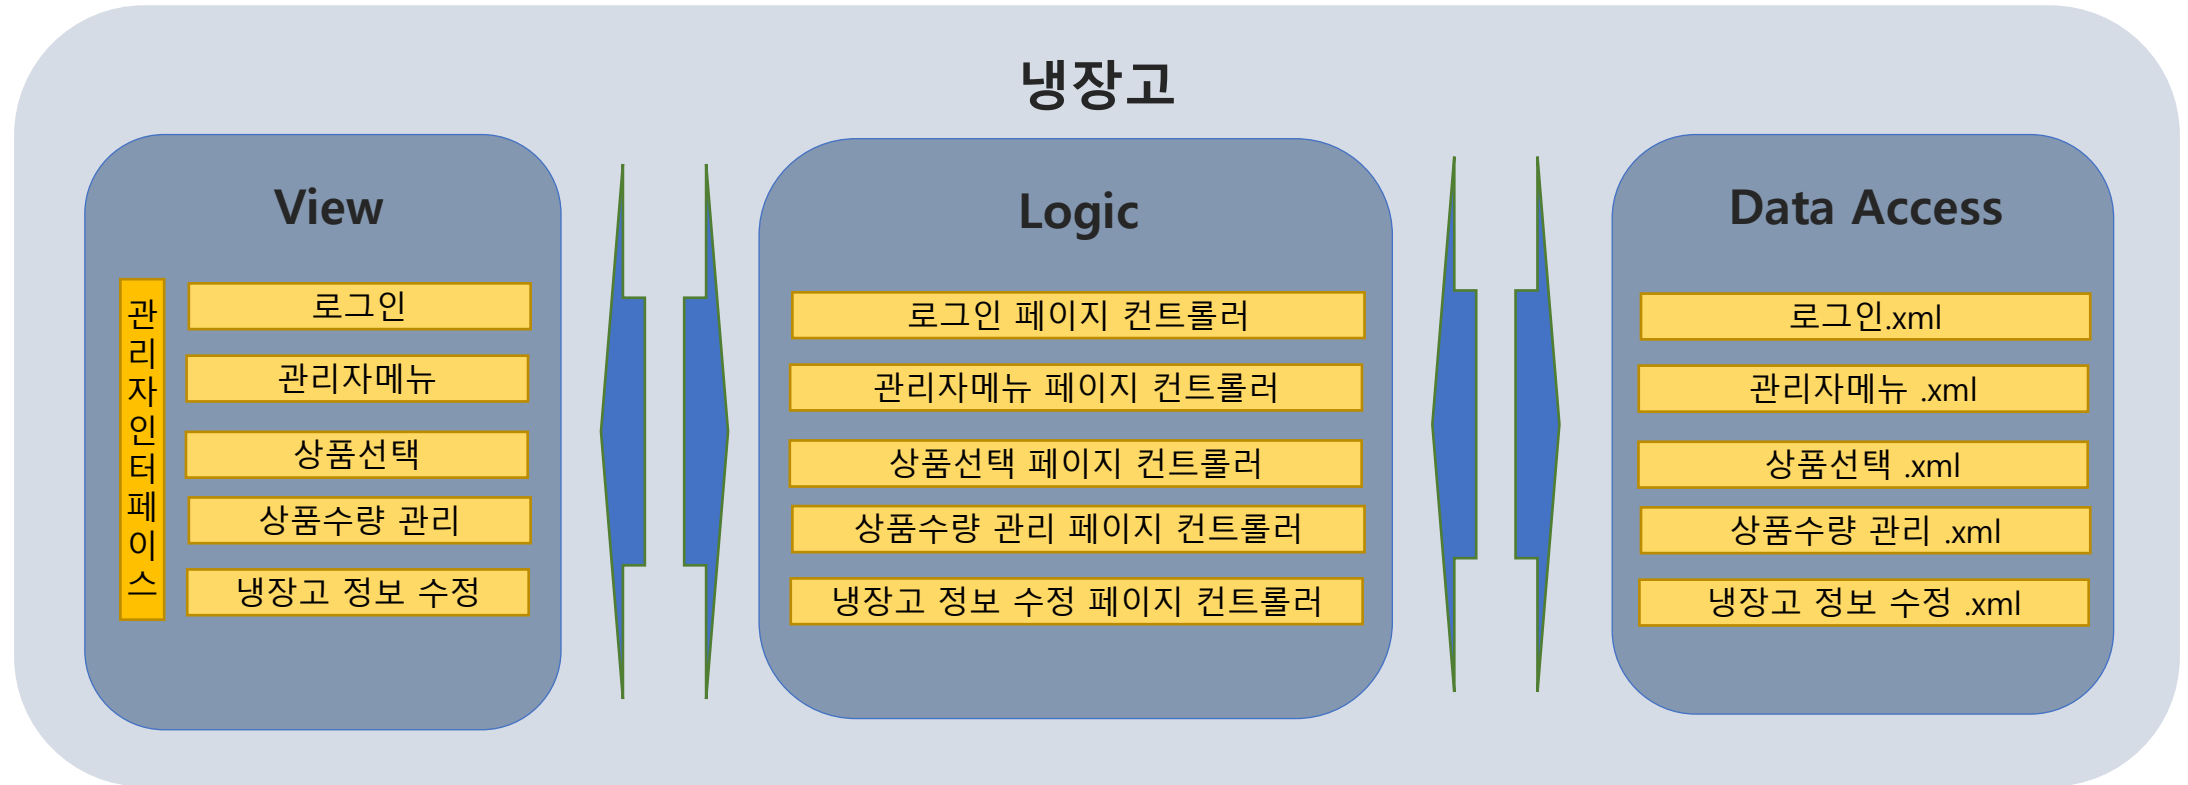 냉장고
View
관리자인터페이스
로그인
관리자메뉴
상품선택
상품수량 관리
냉장고 정보 수정
Logic
로그인 페이지 컨트롤러
관리자메뉴 페이지 컨트롤러
상품선택 페이지 컨트롤러
상품수량 관리 페이지 컨트롤러
냉장고 정보 수정 페이지 컨트롤러
Data Access
로그인.xml
관리자메뉴 .xml
상품선택 .xml
상품수량 관리 .xml
냉장고 정보 수정 .xml